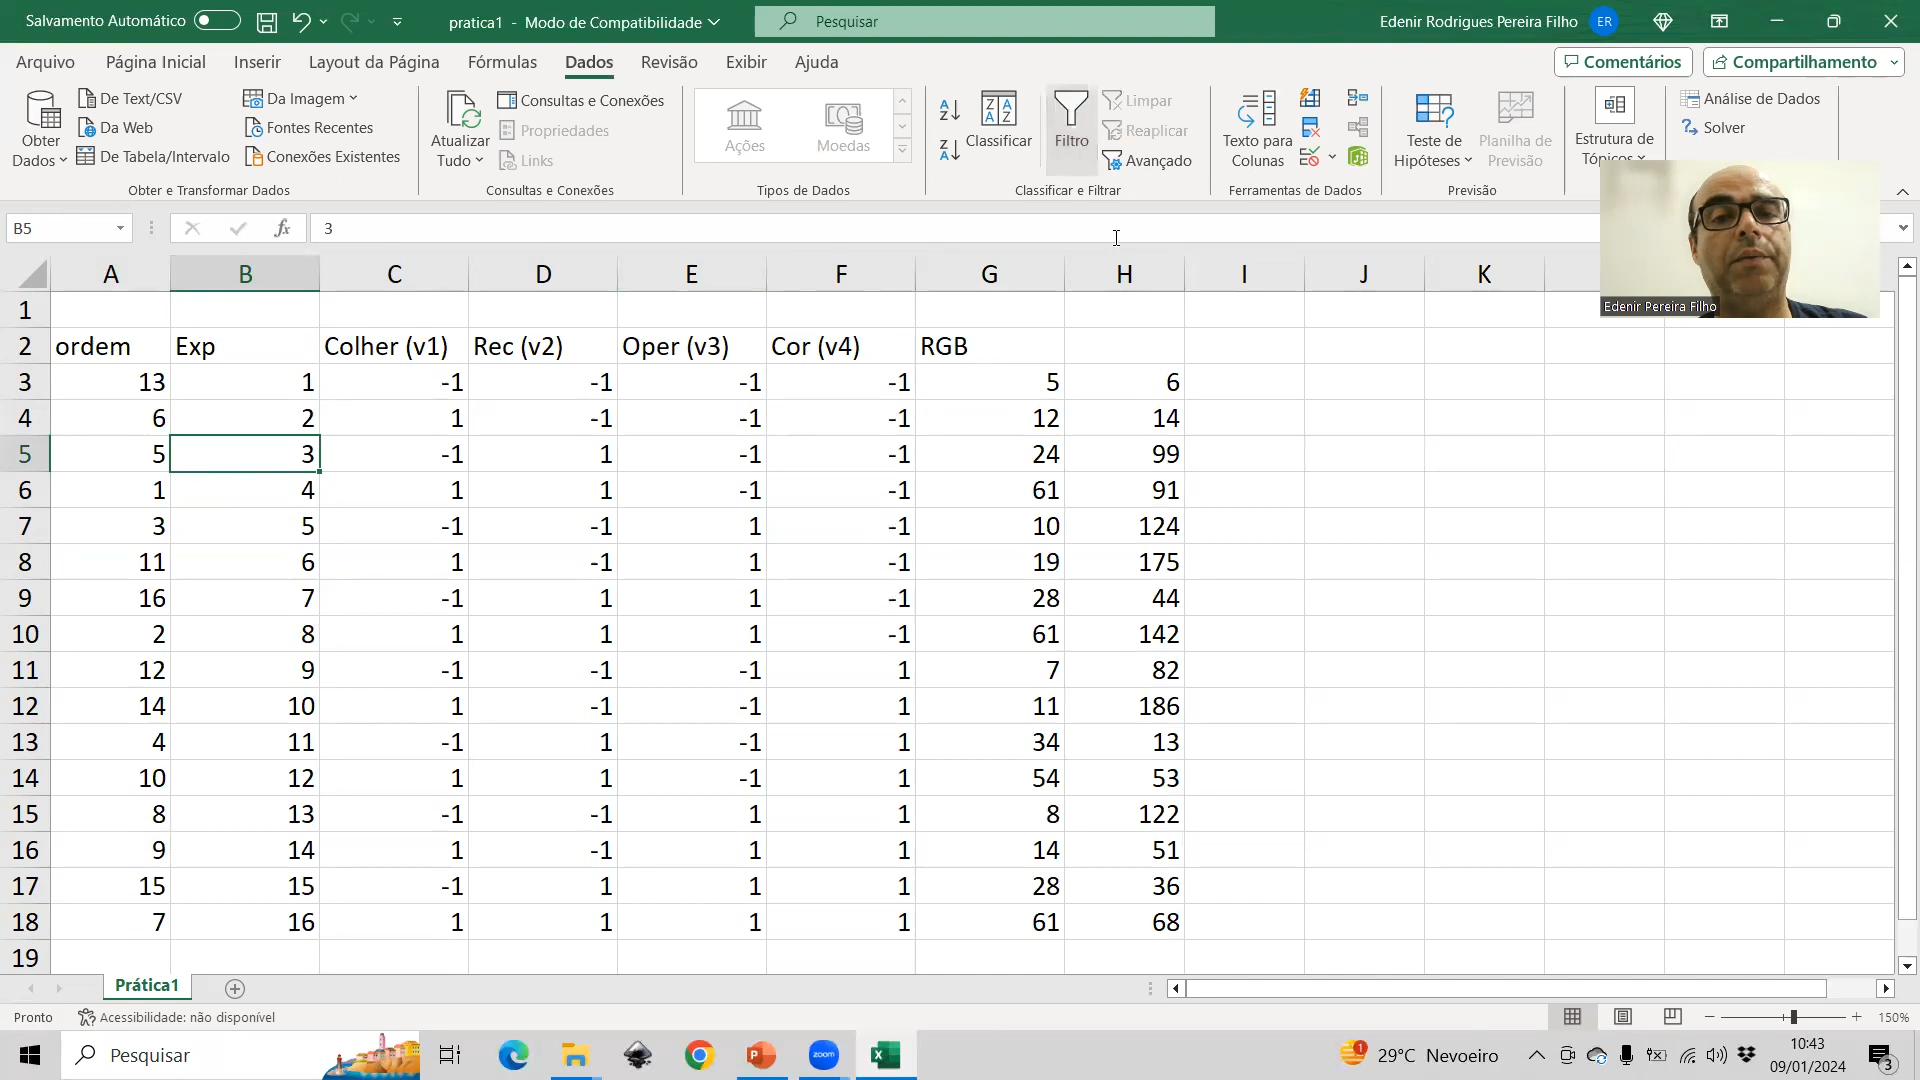 Salvamento Automático
pratica1 - Modo de Compatibilidade
Pesquisar
Edenir Rodrigues Pereira Filho ER
Arquivo Página Inicial Inserir Layout da Página Fórmulas Dados Revisão Exibir Ajuda
Comentários Compartilhamento
Obter Dados
De Text/CSV
Da Web
De Tabela/Intervalo
Da Imagem
Fontes Recentes
Conexões Existentes
Obter e Transformar Dados
Atualizar Tudo
Consultas e Conexões
Propriedades
Links
Consultas e Conexões
Ações Moedas
Tipos de Dados
Classificar
Filtro
Limpar
Reaplicar
Avançado
Classificar e Filtrar
Texto para Colunas
Ferramentas de Dados
Teste de Hipóteses
Planilha de Previsão
Previsão
Estrutura de Tópicos
Análise de Dados
Solver
Edenir Pereira Filho
B5 fx 3
A B C D E F G H I J K
1
2 ordem Exp Colher (v1) Rec (v2) Oper (v3) Cor (v4) RGB
3 13 1 -1 -1 -1 -1 5 6
4 6 2 1 -1 -1 -1 12 14
5 5 3 -1 1 -1 -1 24 99
6 1 4 1 1 -1 -1 61 91
7 3 5 -1 -1 1 -1 10 124
8 11 6 1 -1 1 -1 19 175
9 16 7 -1 1 1 -1 28 44
10 2 8 1 1 1 -1 61 142
11 12 9 -1 -1 -1 1 7 82
12 14 10 1 -1 -1 1 11 186
13 4 11 -1 1 -1 1 34 13
14 10 12 1 1 -1 1 54 53
15 8 13 -1 -1 1 1 8 122
16 9 14 1 -1 1 1 14 51
17 15 15 -1 1 1 1 28 36
18 7 16 1 1 1 1 61 68
19
Prática1
Pronto Acessibilidade: não disponível 150%
Pesquisar
zoom
29°C Nevoeiro
10:43
09/01/2024
3